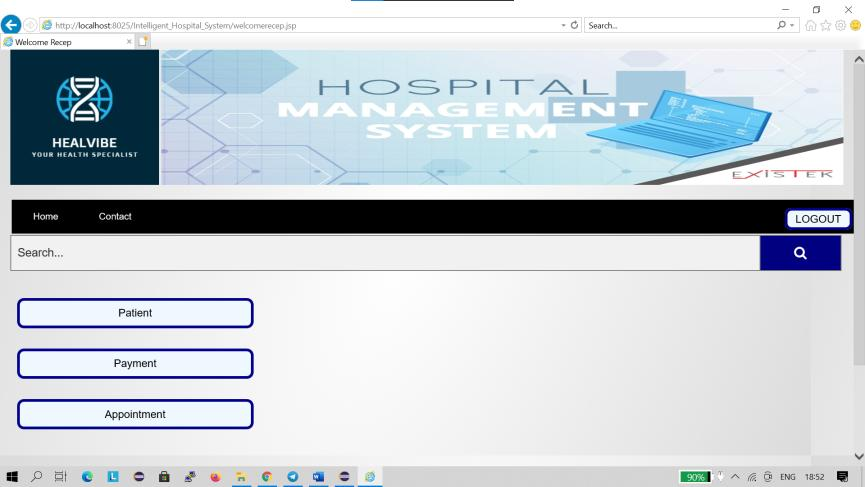 http://localhost:8025/Intelligent_Hospital_System/welcomerecep.jsp
Search...
Welcome Recep
HEALVIBE
YOUR HEALTH SPECIALIST
HOSPITAL
MANAGEMENT
SYSTEM
EXISTEK
Home
Contact
LOGOUT
Search...
Patient
Payment
Appointment
90%
ENG
18:52